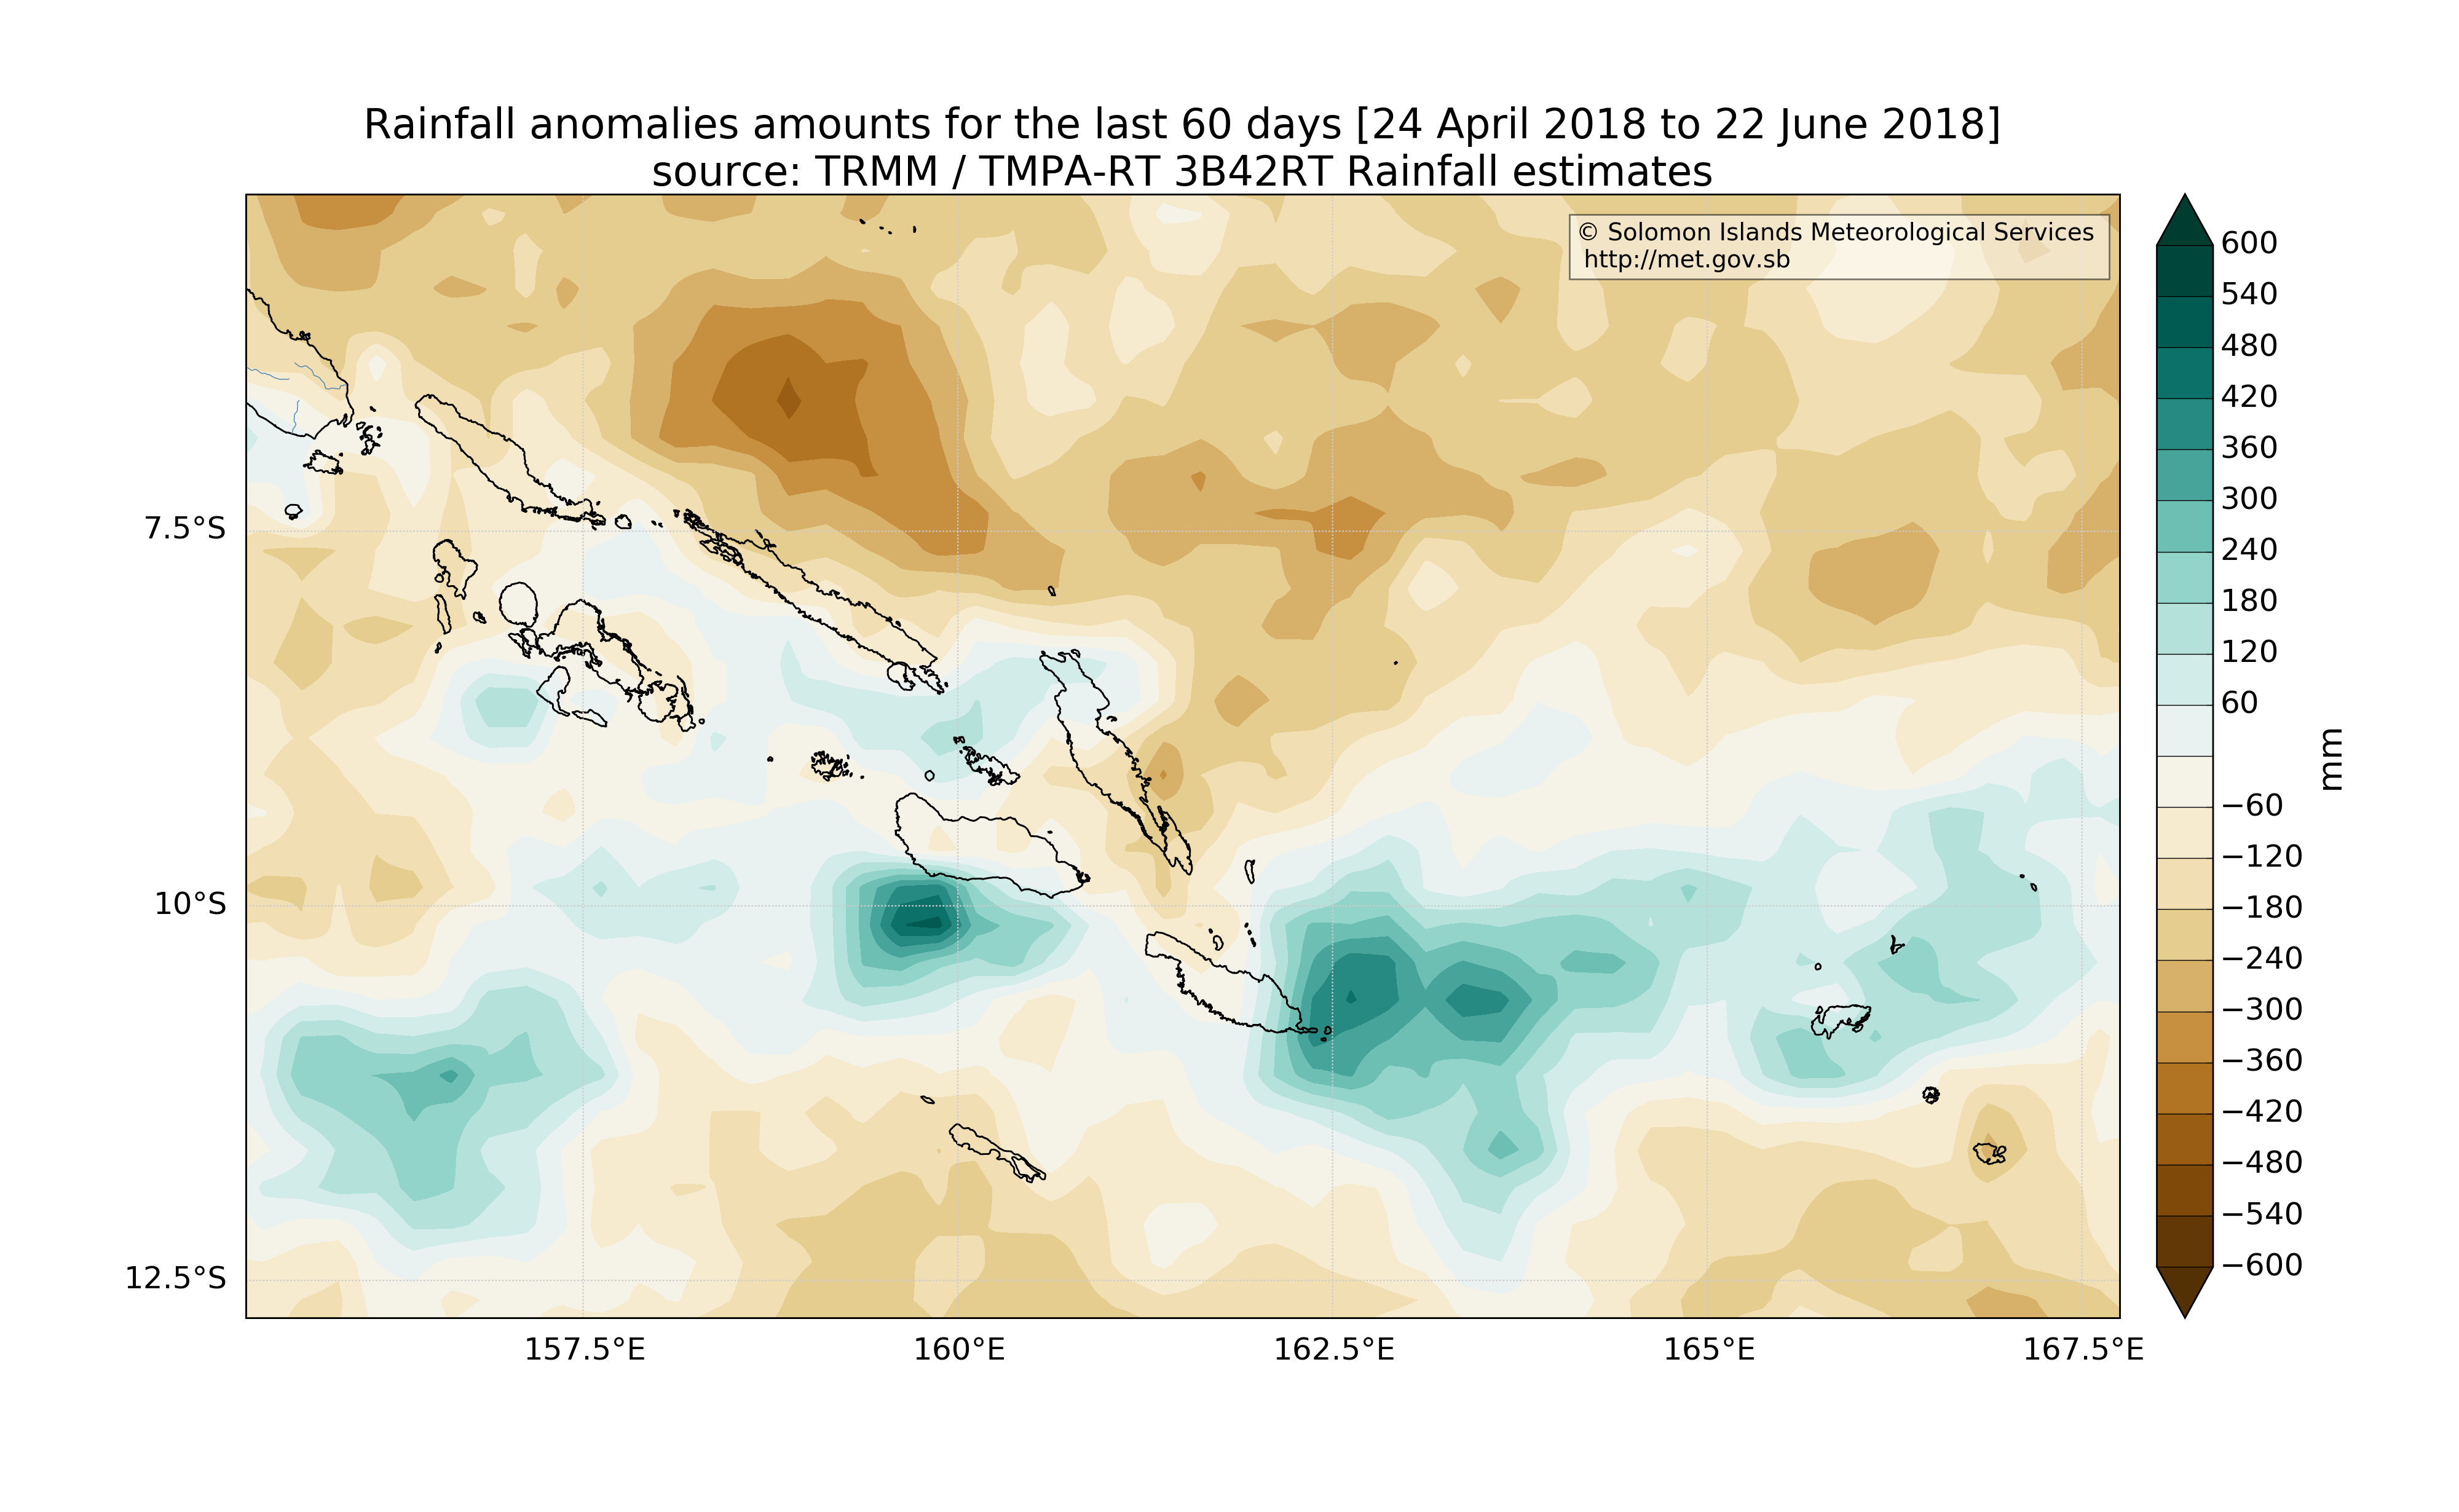 Rainfall anomalies amounts for the last 60 days [24 April 2018 to 22 June 2018]
source: TRMM / TMPA-RT 3B42RT Rainfall estimates
© Solomon Islands Meteorological Services
http://met.gov.sb
7.5°S
10°S
12.5°S
157.5°E
160°E
162.5°E
165°E
167.5°E
600
540
480
420
360
300
240
180
120
60
−60
−120
−180
−240
−300
−360
−420
−480
−540
−600
mm